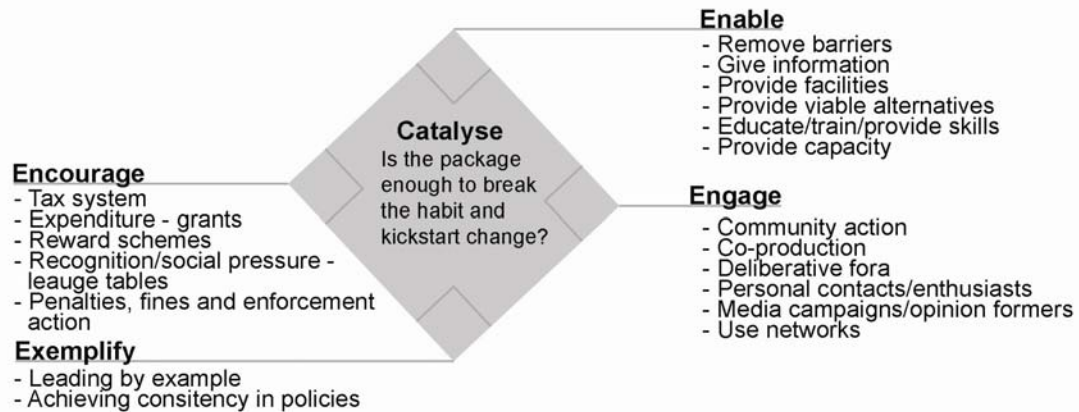 Enable
- Remove barriers
- Give information
- Provide facilities
- Provide viable alternatives
- Educate/train/provide skills
- Provide capacity
Catalyse
Is the package
enough to break
the habit and
kickstart change?
Encourage
- Tax system
- Expenditure - grants
- Reward schemes
- Recognition/social pressure -
leauge tables
- Penalties, fines and enforcement
action
Engage
- Community action
- Co-production
- Deliberative fora
- Personal contacts/enthusiasts
- Media campaigns/opinion formers
- Use networks
Exemplify
- Leading by example
- Achieving consitency in policies